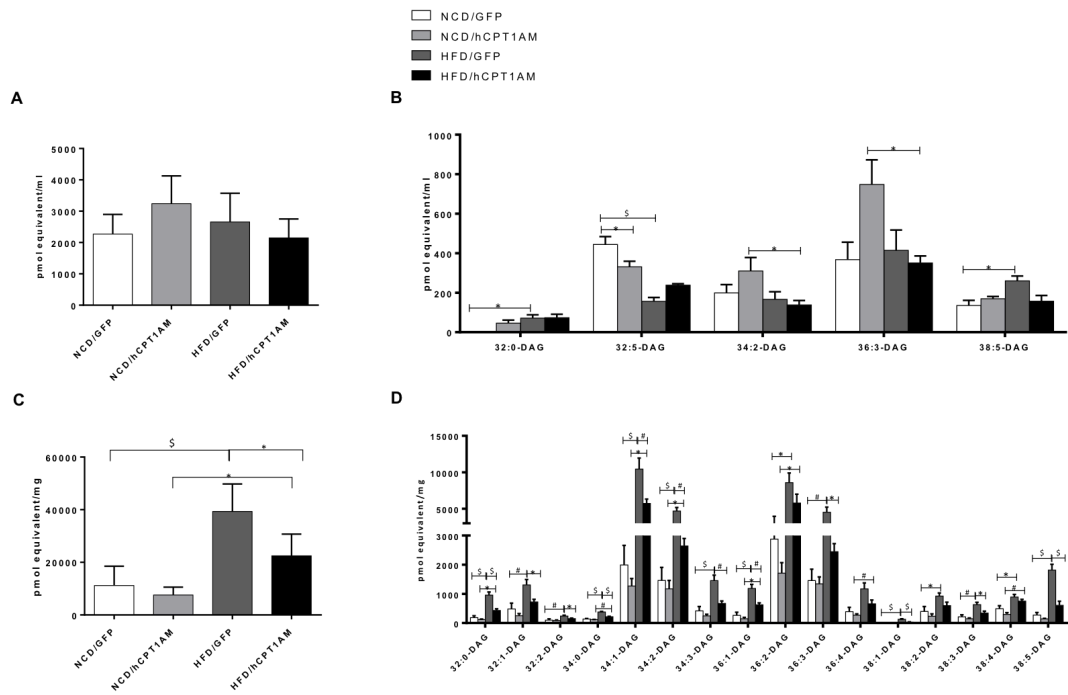 NCD/GFP
NCD/hCPT1AM
HFD/GFP
HFD/hCPT1AM
A
5000
4000
3000
2000
1000
0
pmol equivalent/ml
NCD/GFP
NCD/hCPT1AM
HFD/GFP
HFD/hCPT1AM
B
1000
800
600
400
200
0
pmol equivalent/ml
*
$
*
*
*
*
32:0-DAG
32:5-DAG
34:2-DAG
36:3-DAG
38:5-DAG
C
60000
40000
20000
0
pmol equivalent/mg
$
*
*
NCD/GFP
NCD/hCPT1AM
HFD/GFP
HFD/hCPT1AM
D
15000
10000
5000
3000
2000
1000
0
pmol equivalent/mg
$ $
*
# *
# *
$ $
#
$ #
*
$ #
*
$ #
$ #
*
*
*
# *
#
$ $
*
# *
*
#
$ $
32:0-DAG
32:1-DAG
32:2-DAG
34:0-DAG
34:1-DAG
34:2-DAG
34:3-DAG
36:1-DAG
36:2-DAG
36:3-DAG
36:4-DAG
38:1-DAG
38:2-DAG
38:3-DAG
38:4-DAG
38:5-DAG